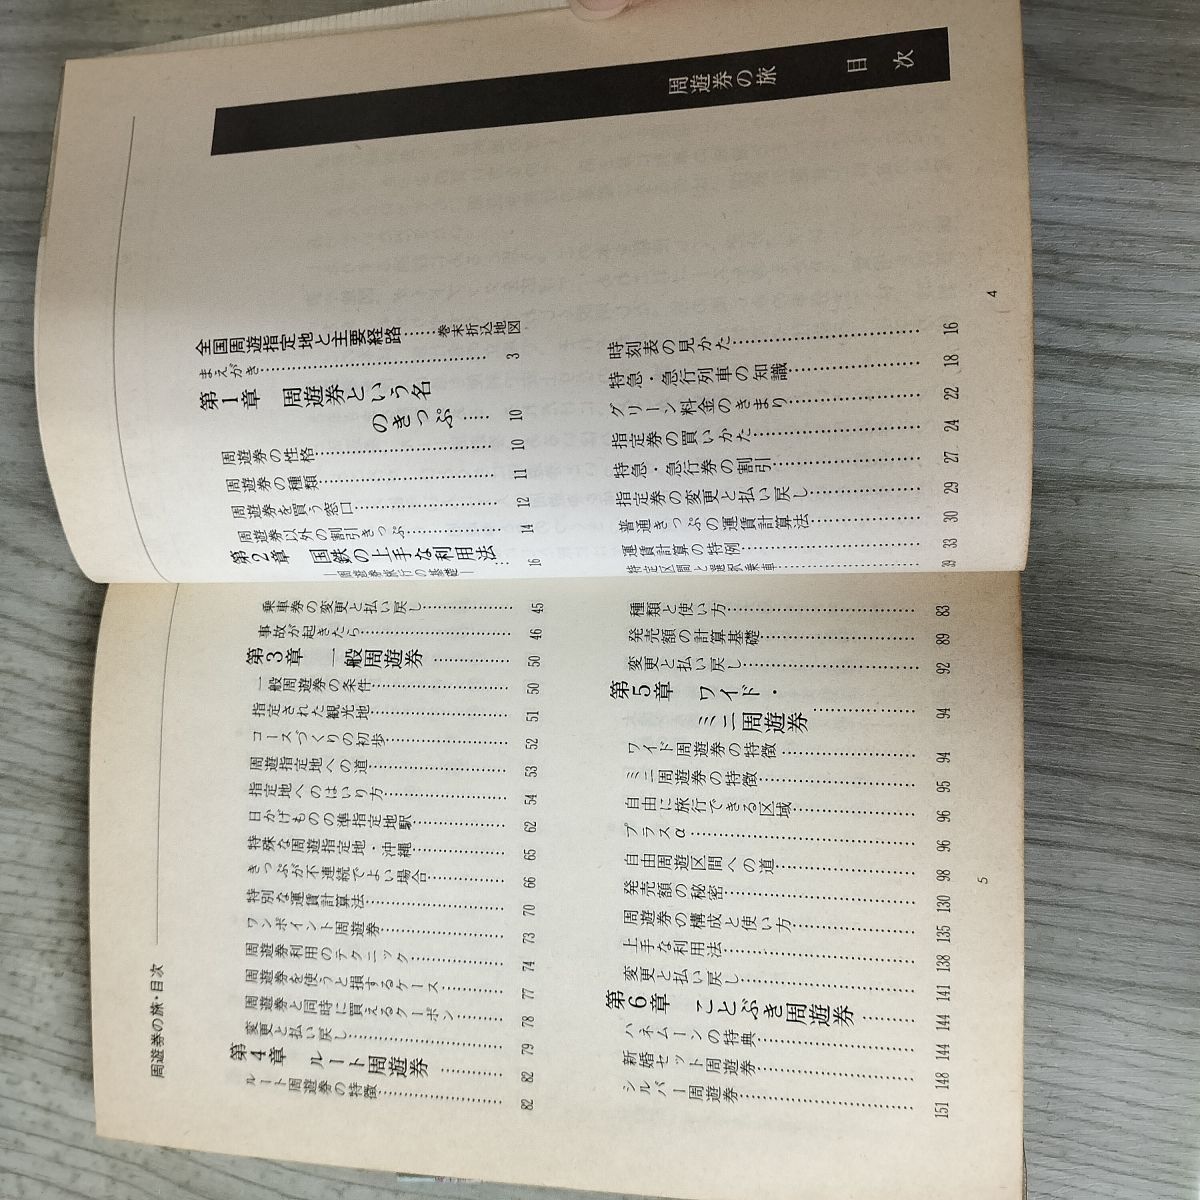 周遊券の旅 目次
全国周遊指定地と主要経路……巻末折込地図
まえがき…………3
第1章 周遊券という名
のきっぷ……10
周遊券の性格…………10
周遊券の種類…………11
周遊券を買う窓口…………12
周遊券以外の割引きっぷ…………14
第2章 国鉄の上手な利用法…16
―周遊券旅行の基礎―
時刻表の見かた…………16
特急・急行列車の知識…………18
グリーン料金のきまり…………22
指定券の買いかた…………24
特急・急行券の割引…………27
指定券の変更と払い戻し…………29
普通きっぷの運賃計算法…………30
運賃計算の特例…………33
特定区間と選択乗車…………39
4
周遊券の旅・目次
乗車券の変更と払い戻し…………45
事故が起きたら…………46
第3章 一般周遊券…………50
一般周遊券の条件…………50
指定された観光地…………51
コースづくりの初歩…………52
周遊指定地への道…………53
指定地へのはいり方…………54
日かげものの準指定地駅…………62
特殊な周遊指定地・沖縄…………65
きっぷが不連続でよい場合…………66
特別な運賃計算法…………70
ワンポイント周遊券…………73
周遊券利用のテクニック…………74
周遊券を使うと損するケース…………77
周遊券と同時に買えるクーポン…………78
変更と払い戻し…………79
第4章 ルート周遊券…………82
ルート周遊券の特徴…………82
種類と使い方…………83
発売額の計算基礎…………89
変更と払い戻し…………92
第5章 ワイド・
ミニ周遊券…………94
ワイド周遊券の特徴…………94
ミニ周遊券の特徴…………95
自由に旅行できる区域…………96
プラスα…………96
自由周遊区間への道…………98
発売額の秘密…………130
周遊券の構成と使い方…………135
上手な利用法…………138
変更と払い戻し…………141
第6章 ことぶき周遊券…………144
ハネムーンの特典…………144
新婚セット周遊券…………148
シルバー周遊券…………151
5